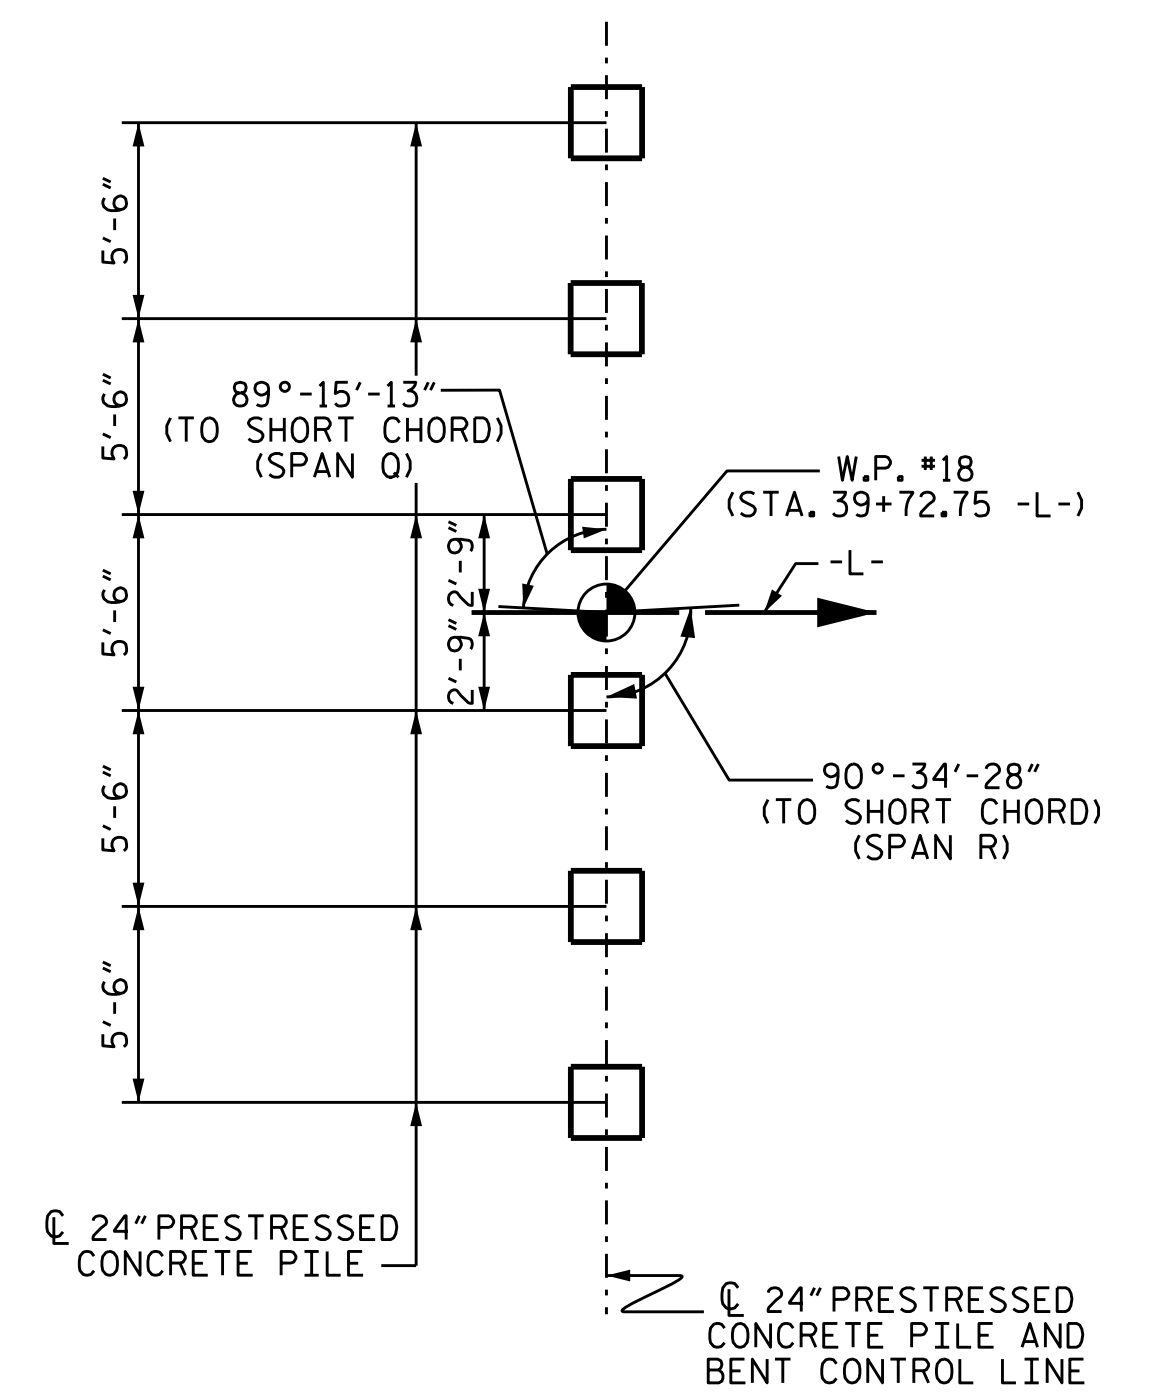 5'-6"
5'-6"
89°-15'-13"
(TO SHORT CHORD)
(SPAN Q)
W.P. #18
(STA. 39+72.75 -L-)
2'-9"
-L-
5'-6"
2'-9"
90°-34'-28"
(TO SHORT CHORD)
(SPAN R)
5'-6"
5'-6"
℄ 24" PRESTRESSED
CONCRETE PILE
℄ 24" PRESTRESSED
CONCRETE PILE AND
BENT CONTROL LINE